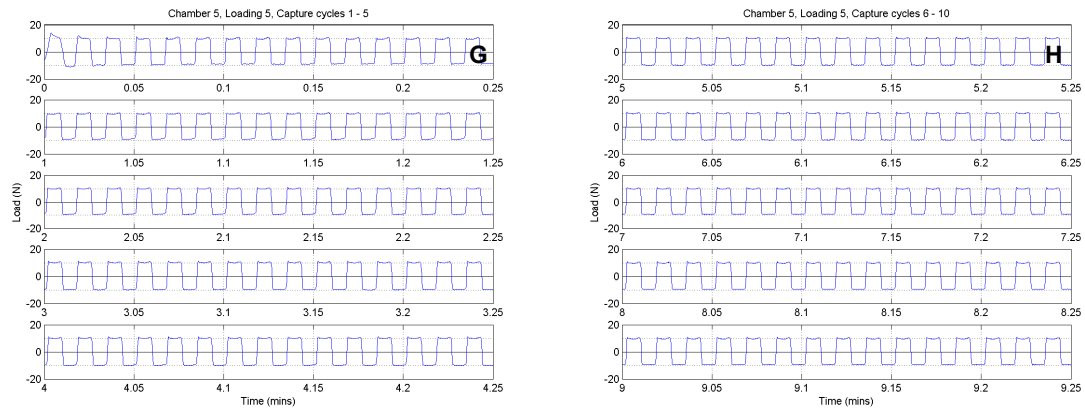 Chamber 5, Loading 5, Capture cycles 1 - 5
20
0
-20
G
0 0.05 0.1 0.15 0.2 0.25
20
0
-20
1 1.05 1.1 1.15 1.2 1.25
20
0
-20
2 2.05 2.1 2.15 2.2 2.25
20
0
-20
3 3.05 3.1 3.15 3.2 3.25
20
0
-20
4 4.05 4.1 4.15 4.2 4.25
Load (N)
Time (mins)
Chamber 5, Loading 5, Capture cycles 6 - 10
20
0
-20
H
5 5.05 5.1 5.15 5.2 5.25
20
0
-20
6 6.05 6.1 6.15 6.2 6.25
20
0
-20
7 7.05 7.1 7.15 7.2 7.25
20
0
-20
8 8.05 8.1 8.15 8.2 8.25
20
0
-20
9 9.05 9.1 9.15 9.2 9.25
Load (N)
Time (mins)